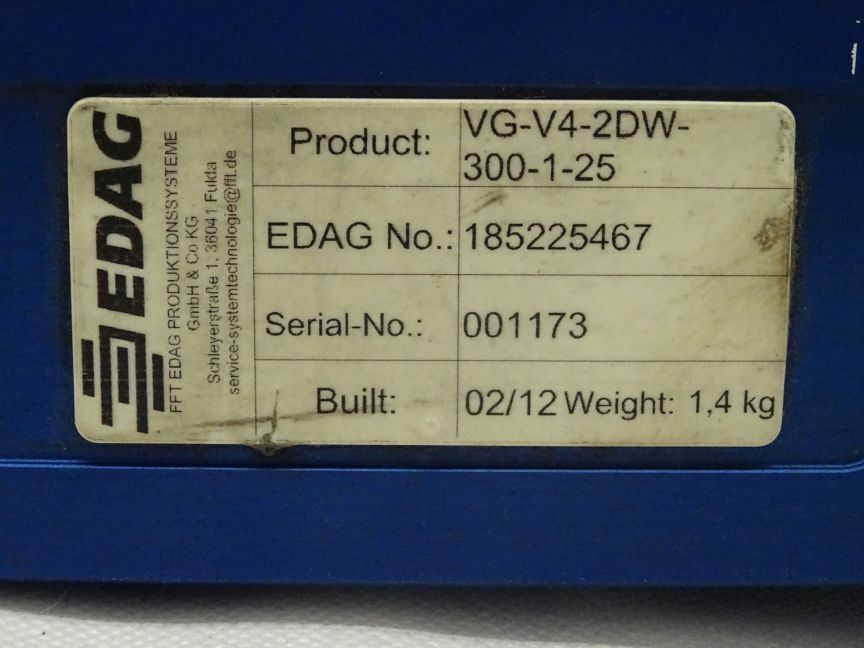 EDAG
FFT EDAG PRODUKTIONSSYSTEME
GmbH & Co KG
Schleyerstraße 1, 36041 Fulda
service-systemtechnologie@fft.de
Product: VG-V4-2DW-
300-1-25
EDAG No.: 185225467
Serial-No.: 001173
Built: 02/12 Weight: 1,4 kg